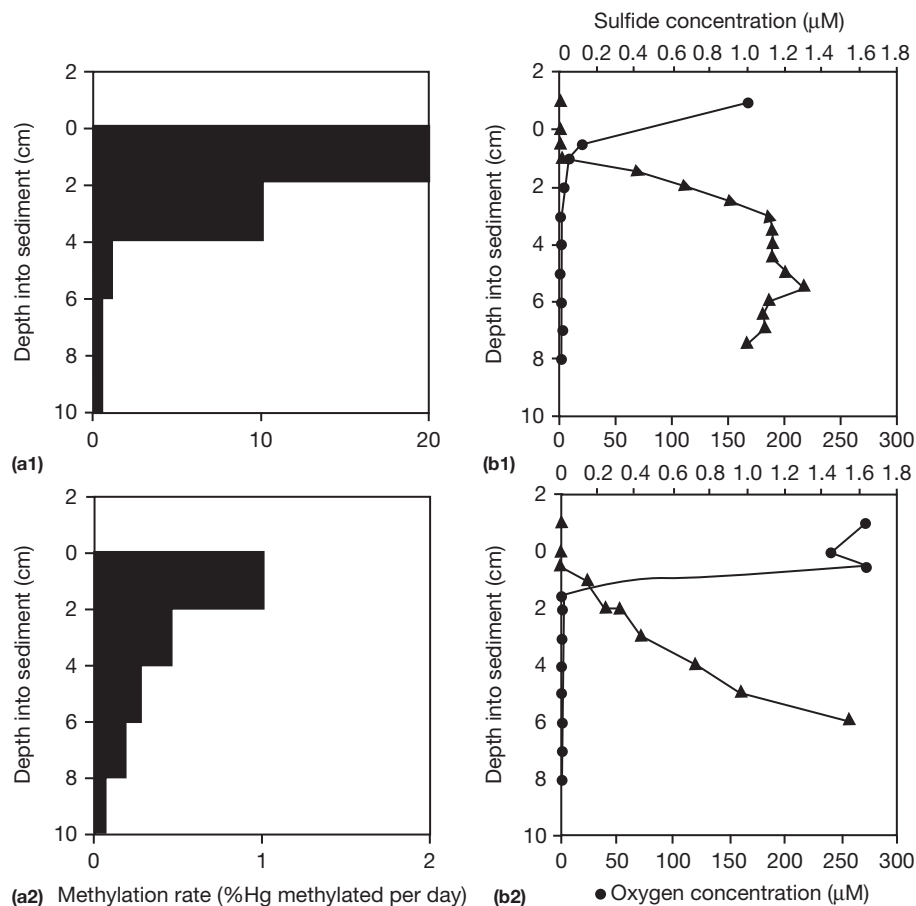 Sulfide concentration (μM)
0 0.2 0.4 0.6 0.8 1.0 1.2 1.4 1.6 1.8
2
0
2
4
6
8
10
Depth into sediment (cm)
0 10 20
(a1)
2
0
2
4
6
8
10
Depth into sediment (cm)
0 50 100 150 200 250 300
(b1)
0 0.2 0.4 0.6 0.8 1.0 1.2 1.4 1.6 1.8
2
0
2
4
6
8
10
Depth into sediment (cm)
0 1 2
(a2) Methylation rate (%Hg methylated per day)
2
0
2
4
6
8
10
Depth into sediment (cm)
0 50 100 150 200 250 300
(b2) Oxygen concentration (μM)